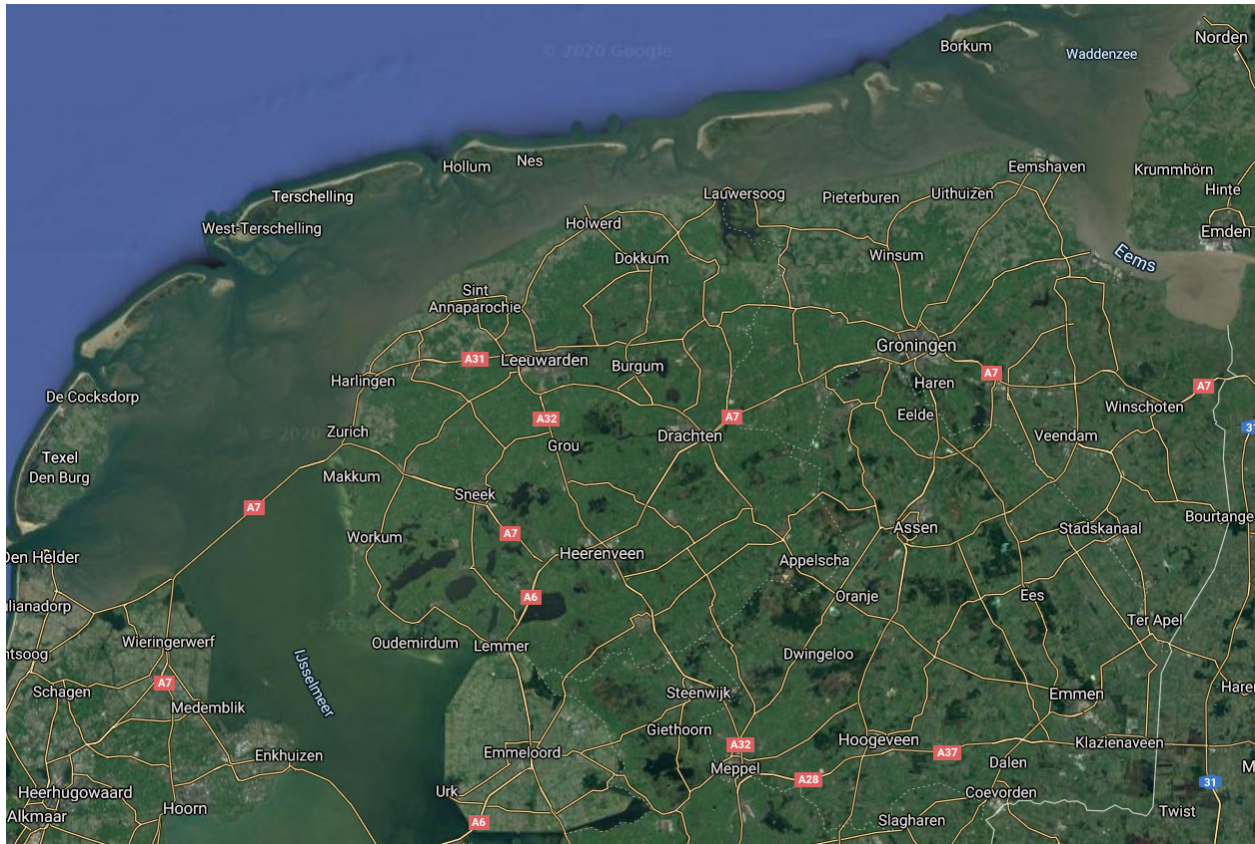 © 2020 Google
Borkum
Norden
Waddenzee
Hollum
Nes
Eemshaven
Krummhörn
Terschelling
Lauwersoog
Pieterburen
Uithuizen
Hinte
West-Terschelling
Holwerd
Emden
Dokkum
Winsum
Eems
Sint
Annaparochie
Groningen
A31
Leeuwarden
Burgum
A7
Harlingen
Haren
A7
De Cocksdorp
Winschoten
A32
A7
Eelde
31
Zurich
Grou
Drachten
Veendam
Texel
Den Burg
Makkum
Sneek
A7
Bourtange
A7
Workum
Assen
Stadskanaal
Den Helder
Heerenveen
Appelscha
A6
Oranje
Ees
ulianadorp
Ter Apel
Wieringerwerf
Oudemirdum
Lemmer
ntsoog
Dwingeloo
IJsselmeer
A7
Schagen
Steenwijk
Emmen
Haren
Medemblik
Giethoorn
Enkhuizen
Emmeloord
A32
Hoogeveen
A37
Klazienaveen
Meppel
A28
Dalen
M
Heerhugowaard
Urk
Coevorden
31
Alkmaar
Hoorn
A6
Slagharen
Twist